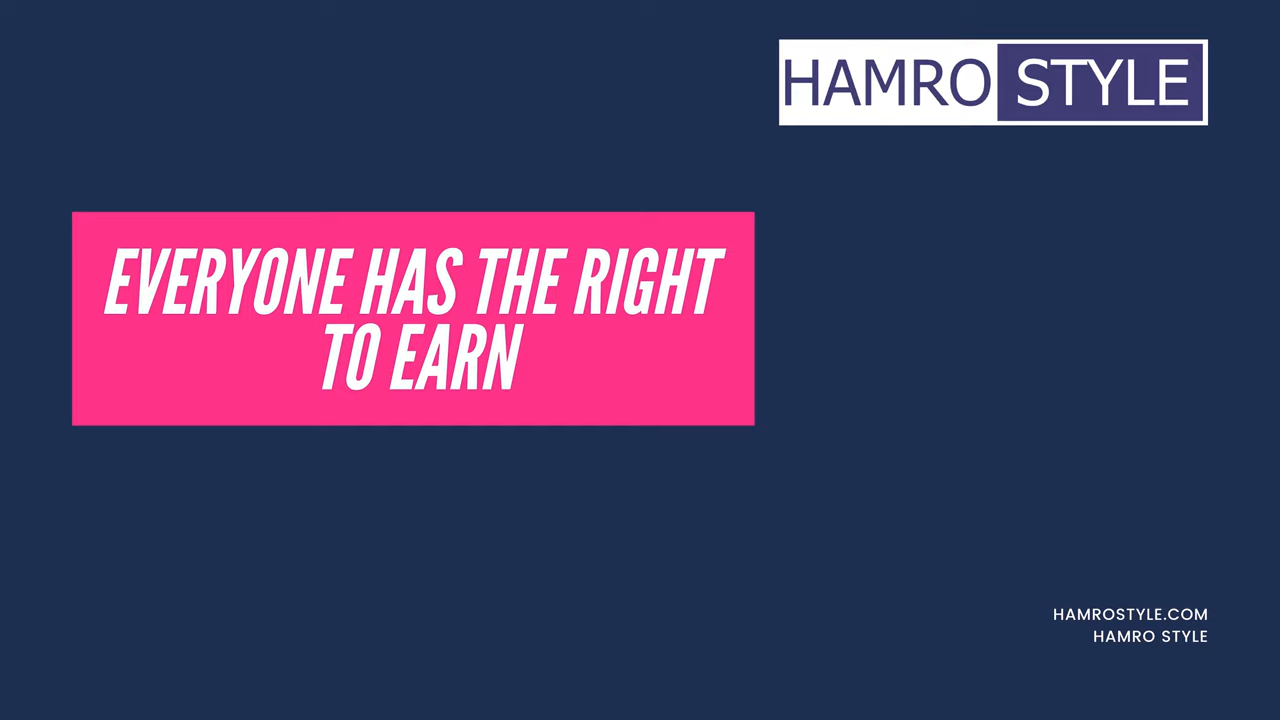 HAMRO STYLE
EVERYONE HAS THE RIGHT
TO EARN
HAMROSTYLE.COM
HAMRO STYLE